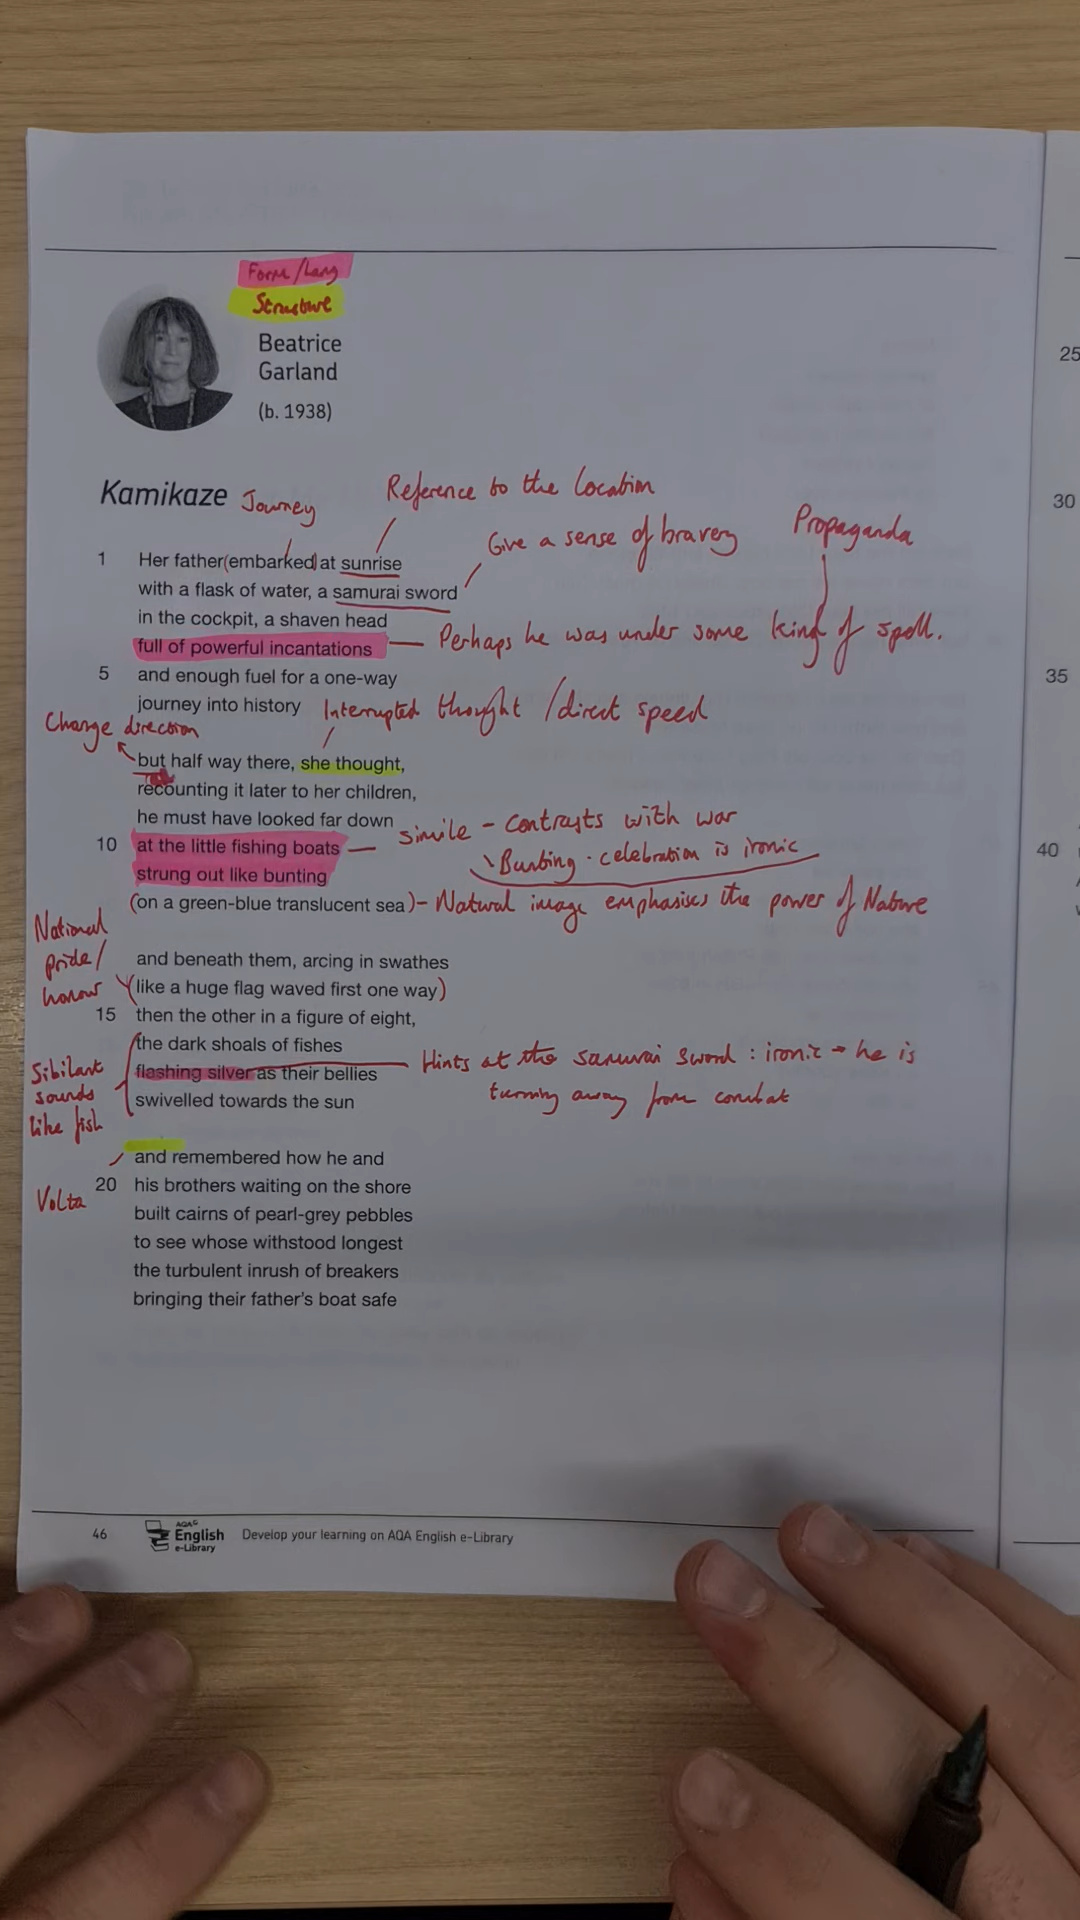 Form/Lang
Structure
Beatrice
Garland
(b. 1938)
25
Kamikaze Journey
Reference to the Location
30
Give a sense of bravery
Propaganda
1 Her father (embarked) at sunrise
with a flask of water, a samurai sword
in the cockpit, a shaven head
full of powerful incantations — Perhaps he was under some king of spell.
5 and enough fuel for a one-way
35
journey into history
Interrupted thought / direct speed
Change direction
but half way there, she thought,
recounting it later to her children,
he must have looked far down
10 at the little fishing boats — Simile - contrasts with war
40
strung out like bunting
Bunting · celebration is ironic
(on a green-blue translucent sea) - Natural image emphasises the power of Nature
National
pride/
honour
and beneath them, arcing in swathes
(like a huge flag waved first one way)
15 then the other in a figure of eight,
the dark shoals of fishes
flashing silver as their bellies
swivelled towards the sun
Hints at the samurai sword : ironic → he is
turning away from combat
Sibilant
sounds
like fish
and remembered how he and
Volta
20 his brothers waiting on the shore
built cairns of pearl-grey pebbles
to see whose withstood longest
the turbulent inrush of breakers
bringing their father's boat safe
46
AQA
English
e-Library
Develop your learning on AQA English e-Library